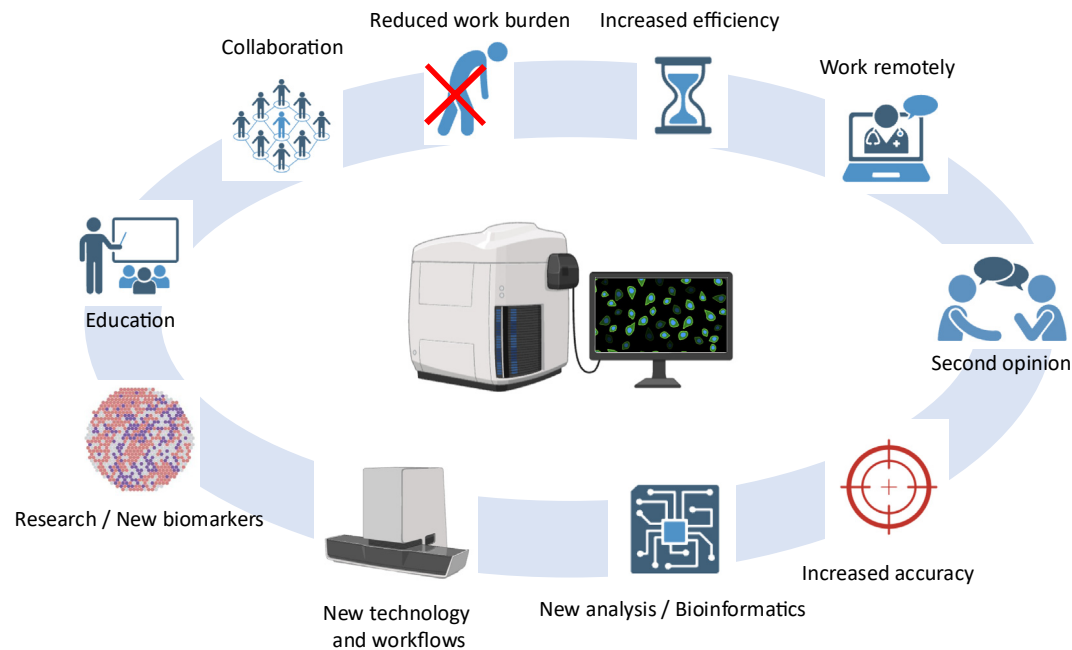 Reduced work burden
Increased efficiency
Collaboration
Work remotely
Education
Second opinion
Research / New biomarkers
Increased accuracy
New technology
and workflows
New analysis / Bioinformatics